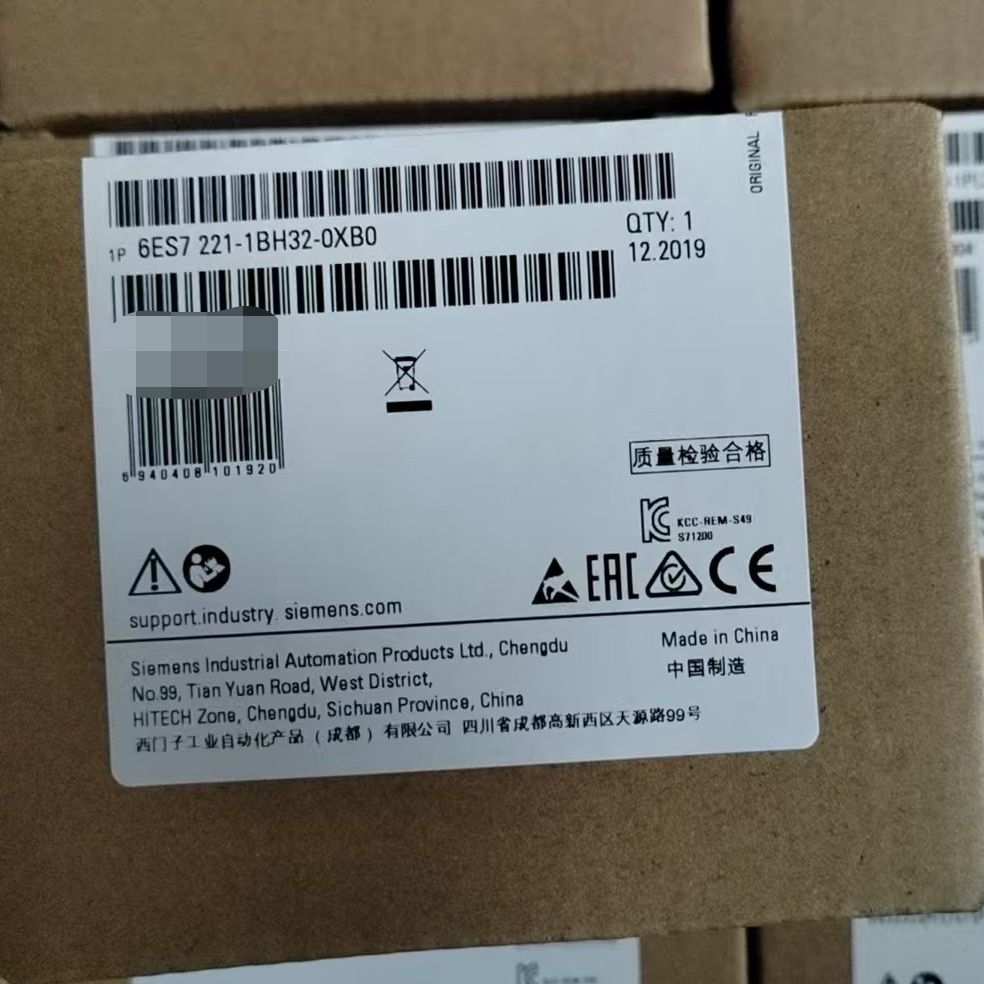 ORIGINAL
1P 6ES7 221-1BH32-0XB0
QTY: 1
12.2019
6 940408 101920
质量检验合格
KCC-REM-S49
S71200
EAC
CE
support.industry. siemens.com
Siemens Industrial Automation Products Ltd., Chengdu
No.99, Tian Yuan Road, West District,
HITECH Zone, Chengdu, Sichuan Province, China
西门子工业自动化产品（成都）有限公司 四川省成都高新西区天源路99号
Made in China
中国制造